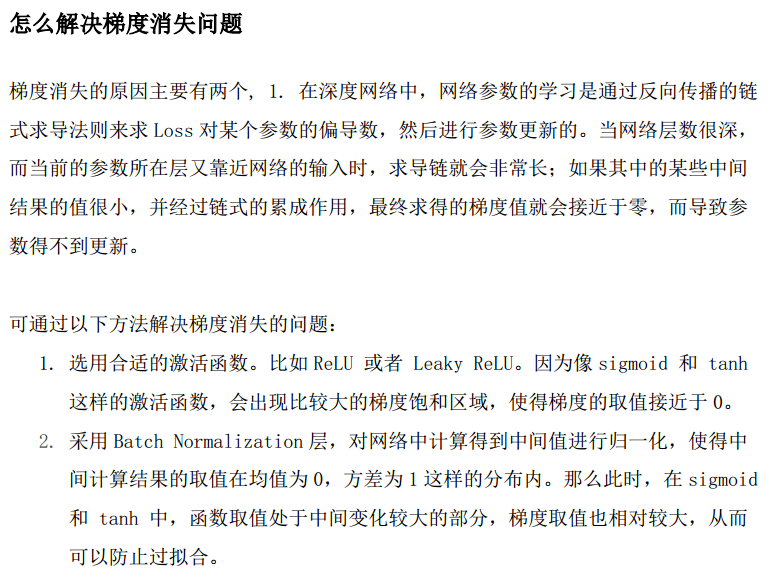 怎么解决梯度消失问题
梯度消失的原因主要有两个, 1. 在深度网络中，网络参数的学习是通过反向传播的链
式求导法则来求 Loss 对某个参数的偏导数，然后进行参数更新的。当网络层数很深，
而当前的参数所在层又靠近网络的输入时，求导链就会非常长；如果其中的某些中间
结果的值很小，并经过链式的累成作用，最终求得的梯度值就会接近于零，而导致参
数得不到更新。
可通过以下方法解决梯度消失的问题：
1. 选用合适的激活函数。比如 ReLU 或者 Leaky ReLU。因为像 sigmoid 和 tanh
这样的激活函数，会出现比较大的梯度饱和区域，使得梯度的取值接近于 0。
2. 采用 Batch Normalization 层，对网络中计算得到中间值进行归一化，使得中
间计算结果的取值在均值为 0，方差为 1 这样的分布内。那么此时，在 sigmoid
和 tanh 中，函数取值处于中间变化较大的部分，梯度取值也相对较大，从而
可以防止过拟合。